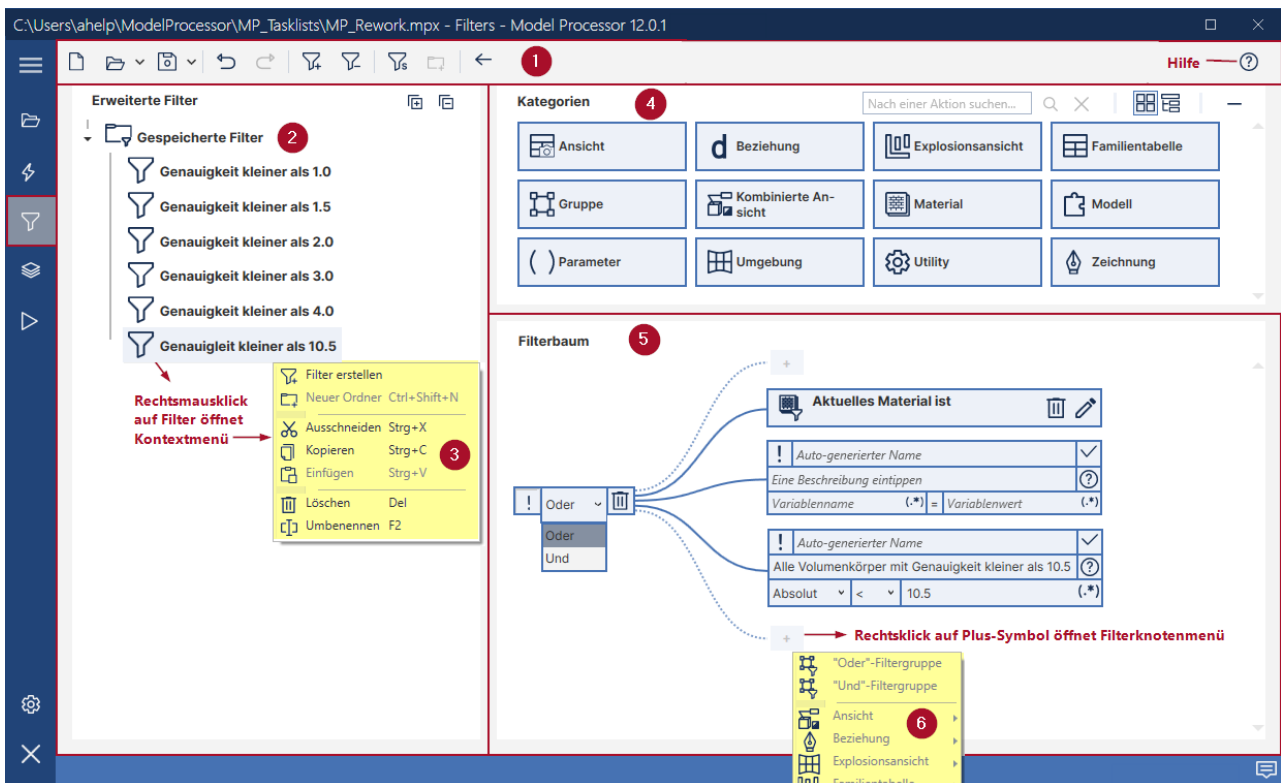 C:\Users\ahelp\ModelProcessor\MP_Tasklists\MP_Rework.mpx - Filters - Model Processor 12.0.1
1
Hilfe
Erweiterte Filter
Gespeicherte Filter
2
Genauigkeit kleiner als 1.0
Genauigkeit kleiner als 1.5
Genauigkeit kleiner als 2.0
Genauigkeit kleiner als 3.0
Genauigkeit kleiner als 4.0
Genauigleit kleiner als 10.5
Rechtsmausklick
auf Filter öffnet
Kontextmenü
Filter erstellen
Neuer Ordner Ctrl+Shift+N
Ausschneiden Strg+X
Kopieren Strg+C
3
Einfügen Strg+V
Löschen Del
Umbenennen F2
Kategorien
4
Nach einer Aktion suchen...
Ansicht
d Beziehung
Explosionsansicht
Familientabelle
Gruppe
Kombinierte An-
sicht
Material
Modell
( ) Parameter
Umgebung
Utility
Zeichnung
Filterbaum
5
+
Aktuelles Material ist
! Auto-generierter Name
Eine Beschreibung eintippen
Variablenname (.*) = Variablenwert (.*)
! Oder
Oder
Und
! Auto-generierter Name
Alle Volumenkörper mit Genauigkeit kleiner als 10.5
Absolut < 10.5 (.*)
+
Rechtsklick auf Plus-Symbol öffnet Filterknotenmenü
"Oder"-Filtergruppe
"Und"-Filtergruppe
Ansicht
6
Beziehung
Explosionsansicht
Familientabelle